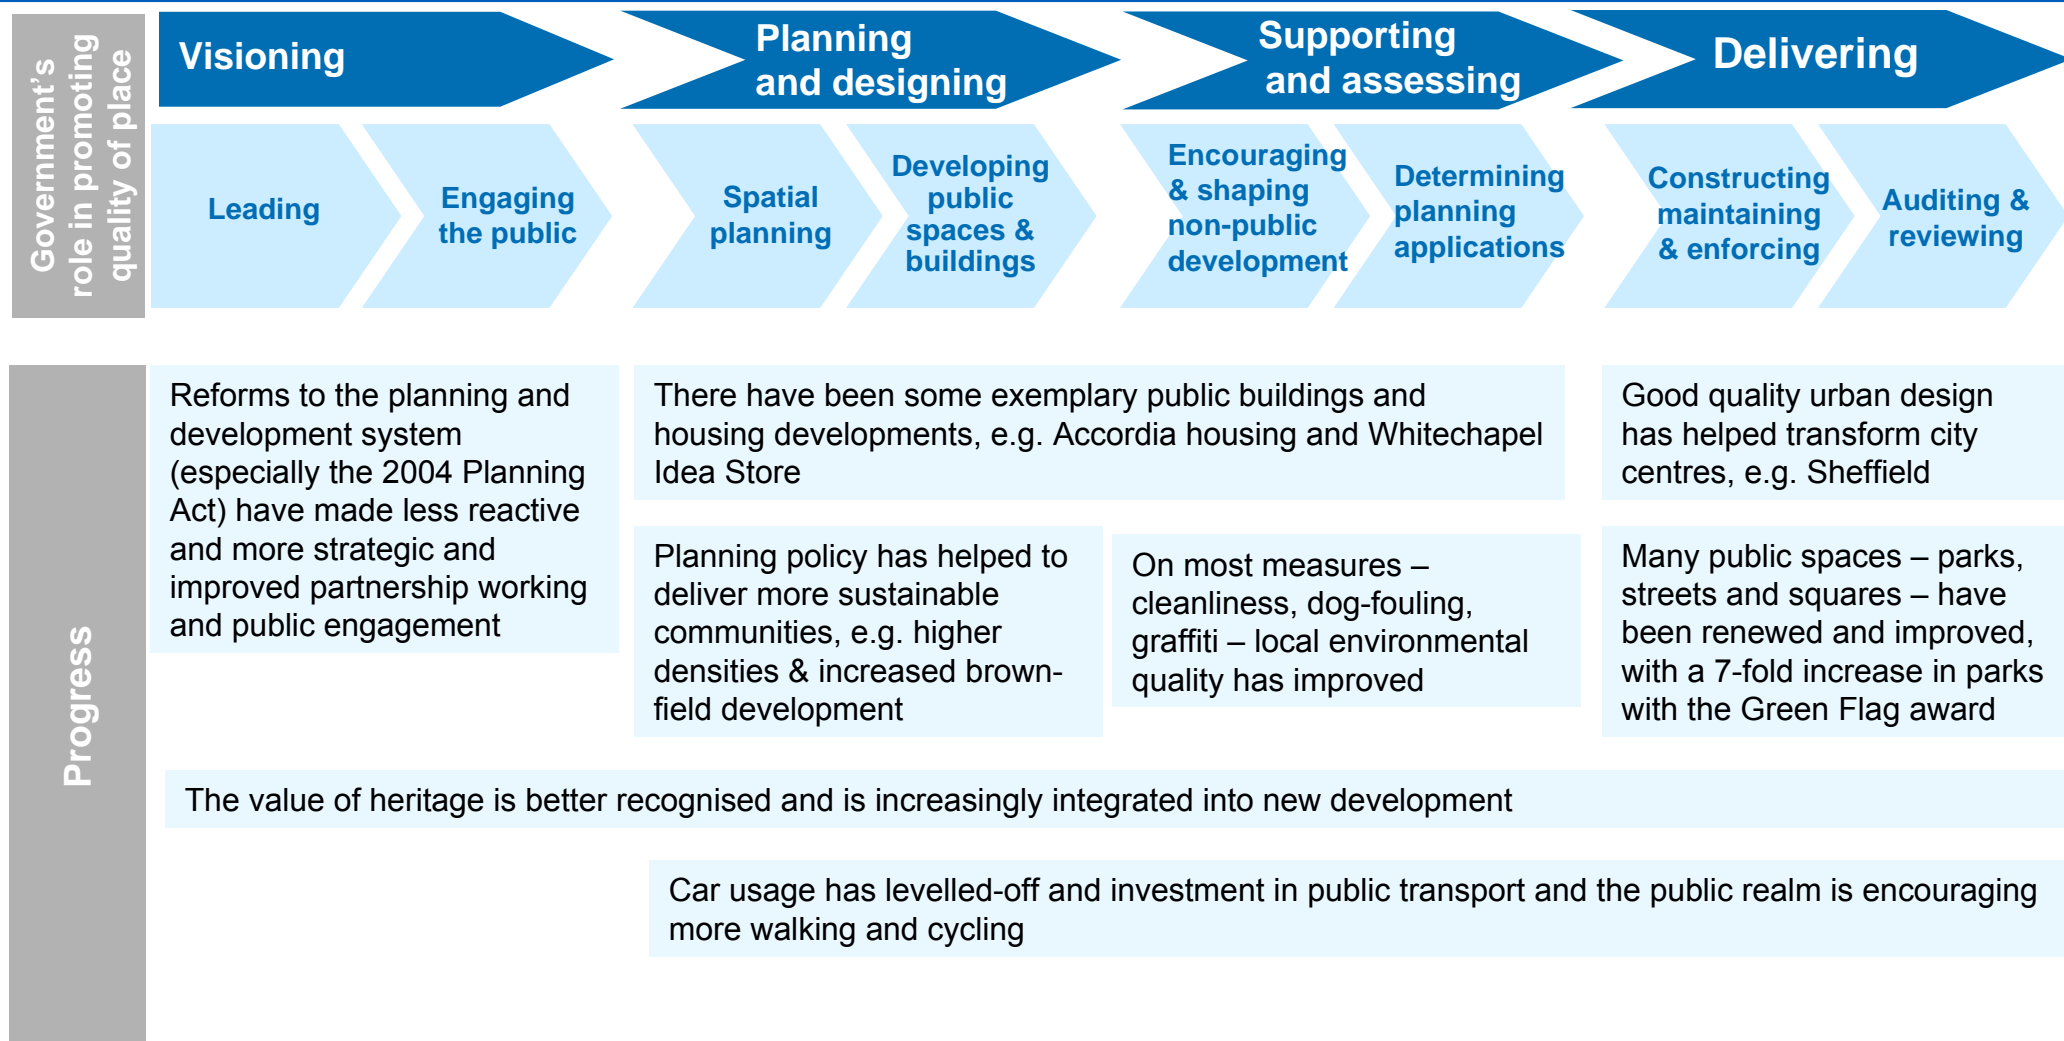 Government's
role in promoting
quality of place
Visioning
Planning
and designing
Supporting
and assessing
Delivering
Leading
Engaging
the public
Spatial
planning
Developing
public
spaces &
buildings
Encouraging
& shaping
non-public
development
Determining
planning
applications
Constructing
maintaining
& enforcing
Auditing &
reviewing
Progress
Reforms to the planning and
development system
(especially the 2004 Planning
Act) have made less reactive
and more strategic and
improved partnership working
and public engagement
There have been some exemplary public buildings and
housing developments, e.g. Accordia housing and Whitechapel
Idea Store
Good quality urban design
has helped transform city
centres, e.g. Sheffield
Planning policy has helped to
deliver more sustainable
communities, e.g. higher
densities & increased brown-
field development
On most measures –
cleanliness, dog-fouling,
graffiti – local environmental
quality has improved
Many public spaces – parks,
streets and squares – have
been renewed and improved,
with a 7-fold increase in parks
with the Green Flag award
The value of heritage is better recognised and is increasingly integrated into new development
Car usage has levelled-off and investment in public transport and the public realm is encouraging
more walking and cycling